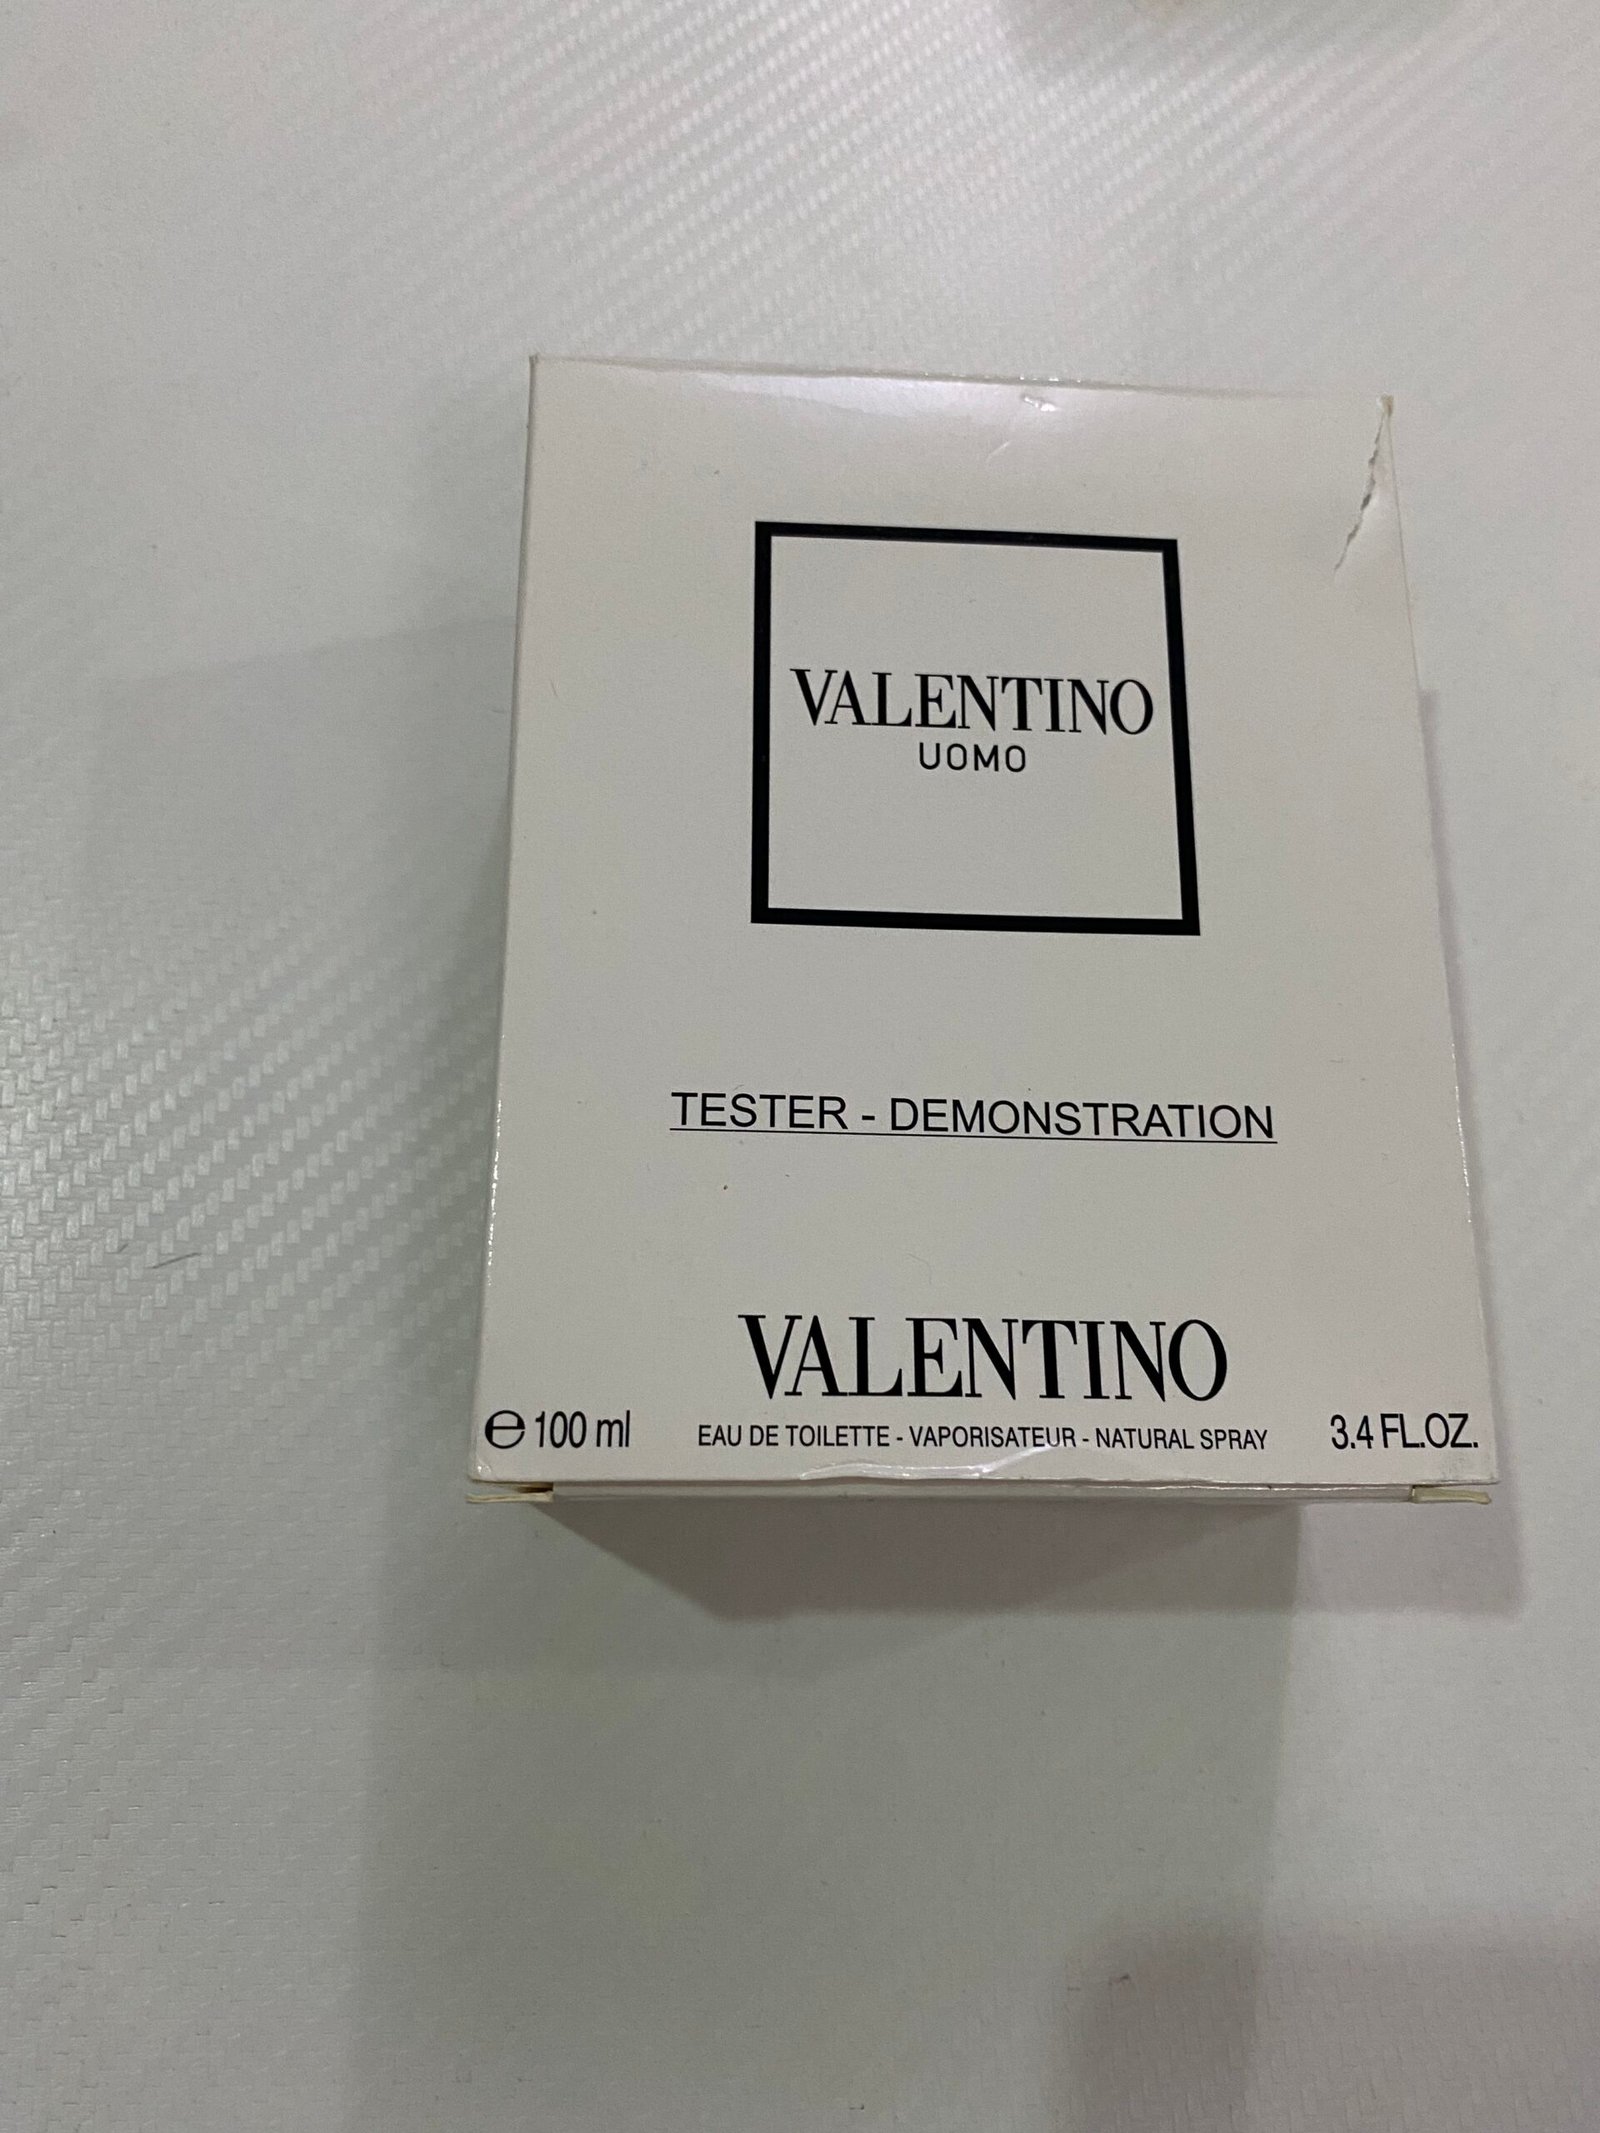 VALENTINO
UOMO
TESTER - DEMONSTRATION
VALENTINO
℮ 100 ml EAU DE TOILETTE - VAPORISATEUR - NATURAL SPRAY 3.4 FL.OZ.